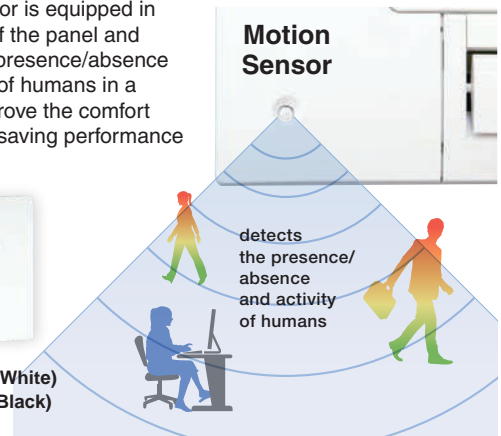 or is equipped in
f the panel and
presence/absence
of humans in a
rove the comfort
saving performance
Motion
Sensor
detects
the presence/
absence
and activity
of humans
White)
Black)